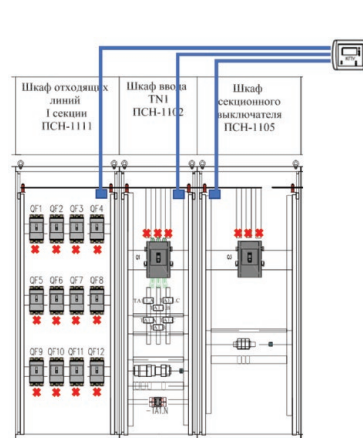 Шкаф отходящих
линий
I секции
ПСН-1111
Шкаф ввода
TN1
ПСН-1102
Шкаф
секционного
выключателя
ПСН-1105
QF1 QF2 QF3 QF4
QF5 QF6 QF7 QF8
QF9 QF10 QF11 QF12
-TA1.N